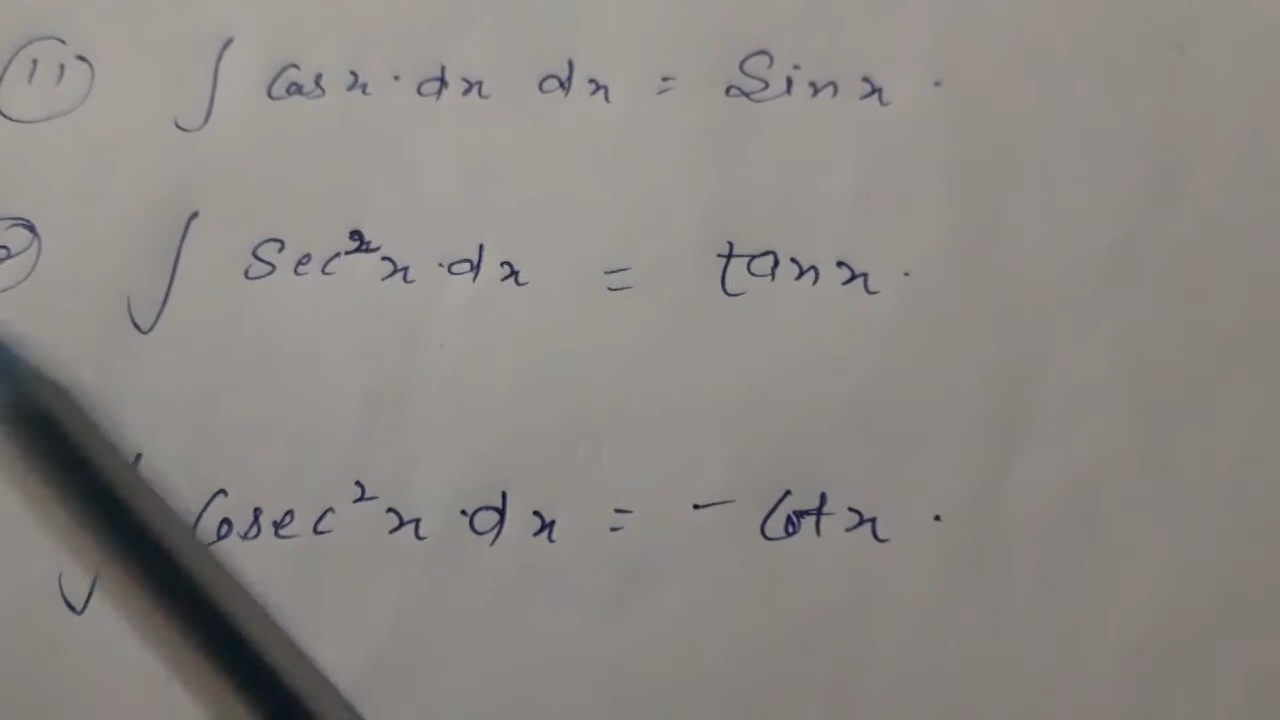 (11) ∫ Cos x · dx dx = Sin x .
∫ Sec²x · dx = tan x .
∫ Cosec²x · dx = - Cot x .